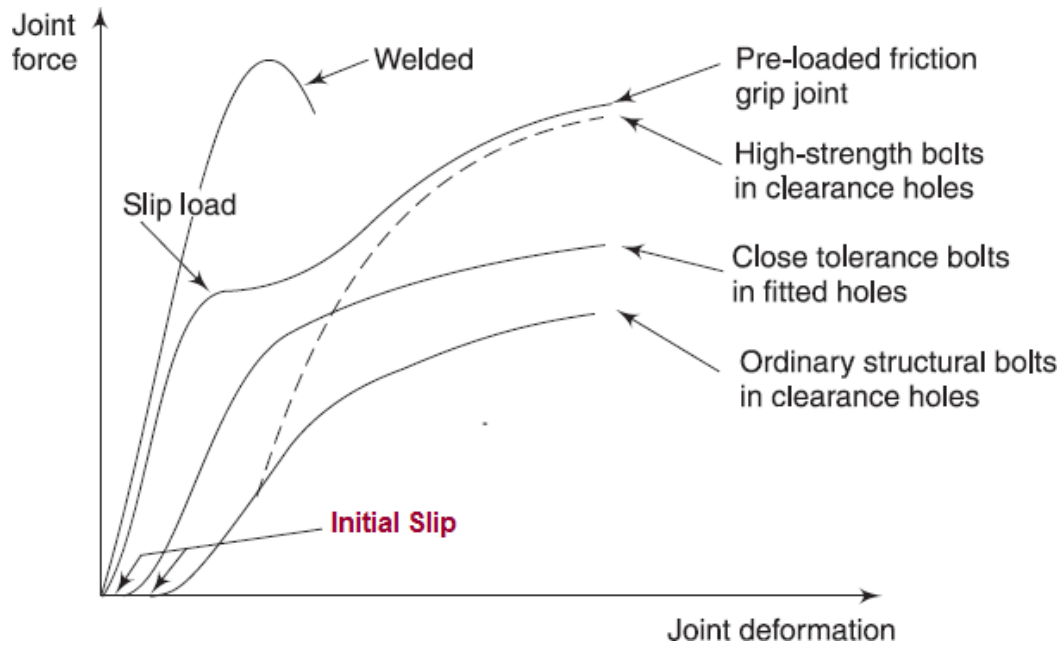 Joint
force
Welded
Pre-loaded friction
grip joint
High-strength bolts
in clearance holes
Slip load
Close tolerance bolts
in fitted holes
Ordinary structural bolts
in clearance holes
Initial Slip
Joint deformation